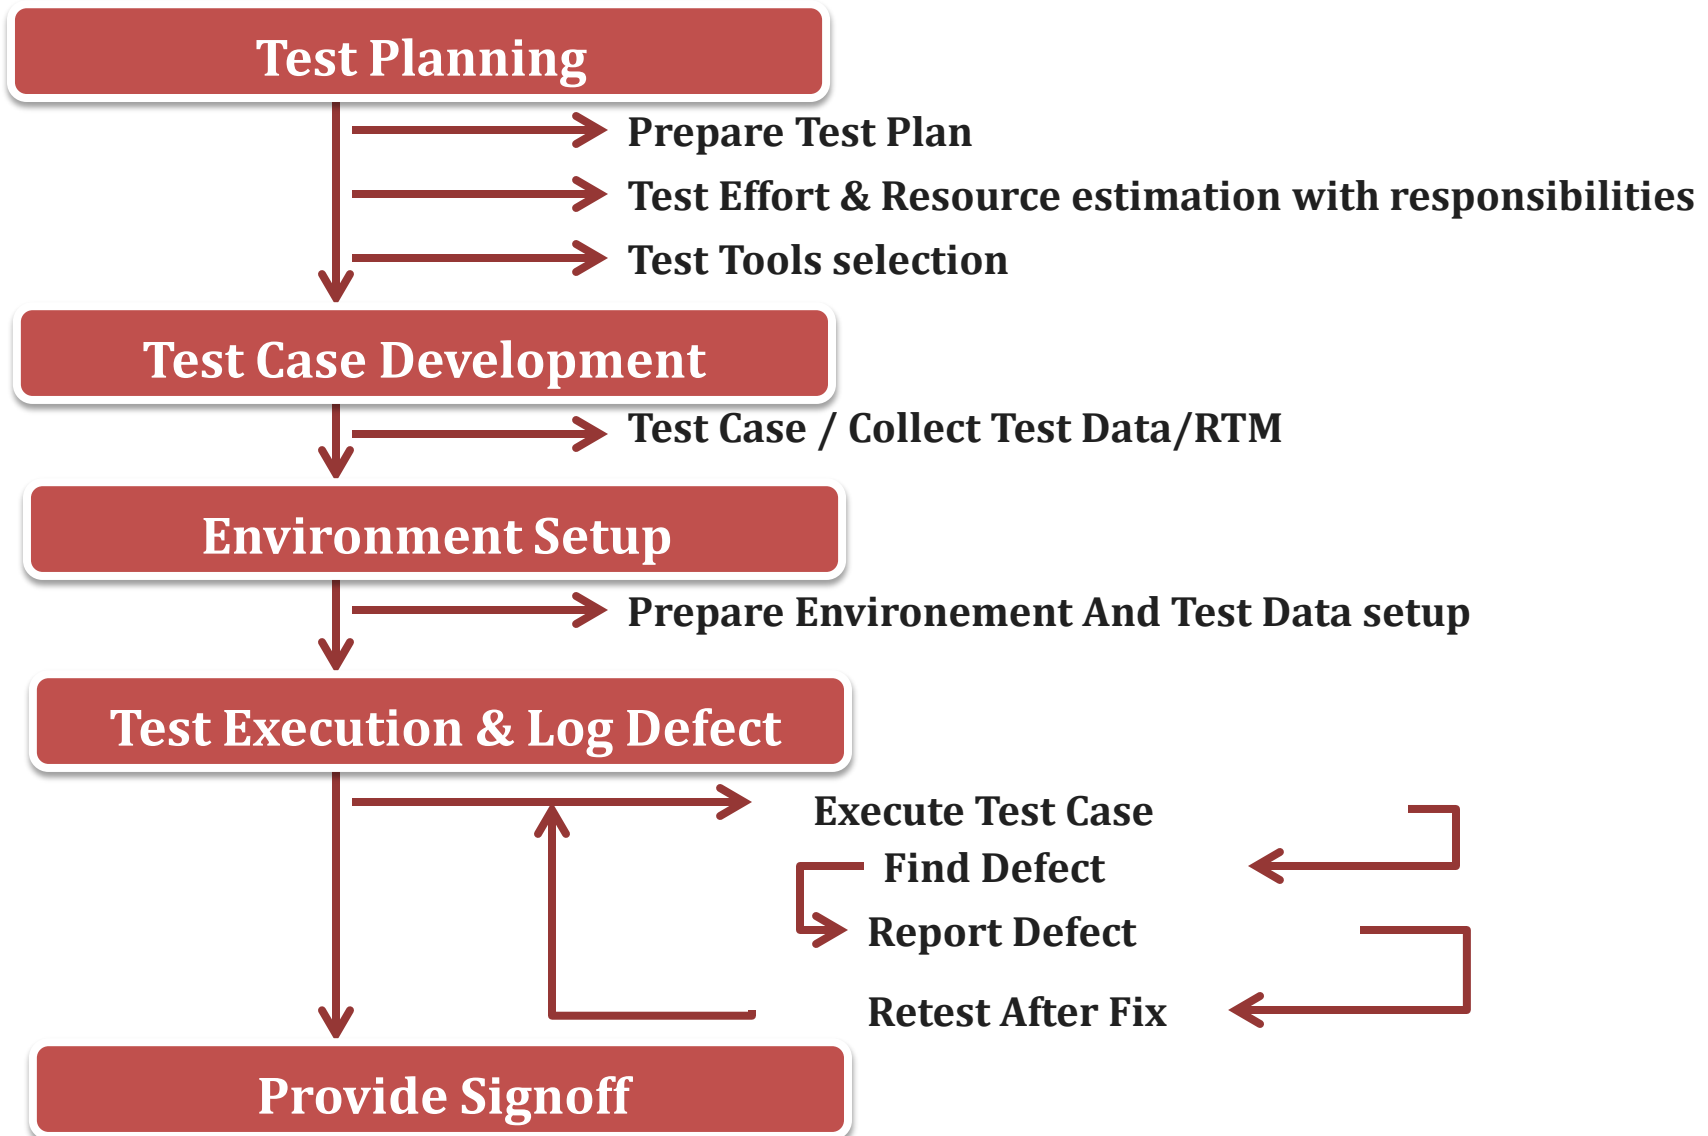 Test Planning
Prepare Test Plan
Test Effort & Resource estimation with responsibilities
Test Tools selection
Test Case Development
Test Case / Collect Test Data/RTM
Environment Setup
Prepare Environement And Test Data setup
Test Execution & Log Defect
Execute Test Case
Find Defect
Report Defect
Retest After Fix
Provide Signoff